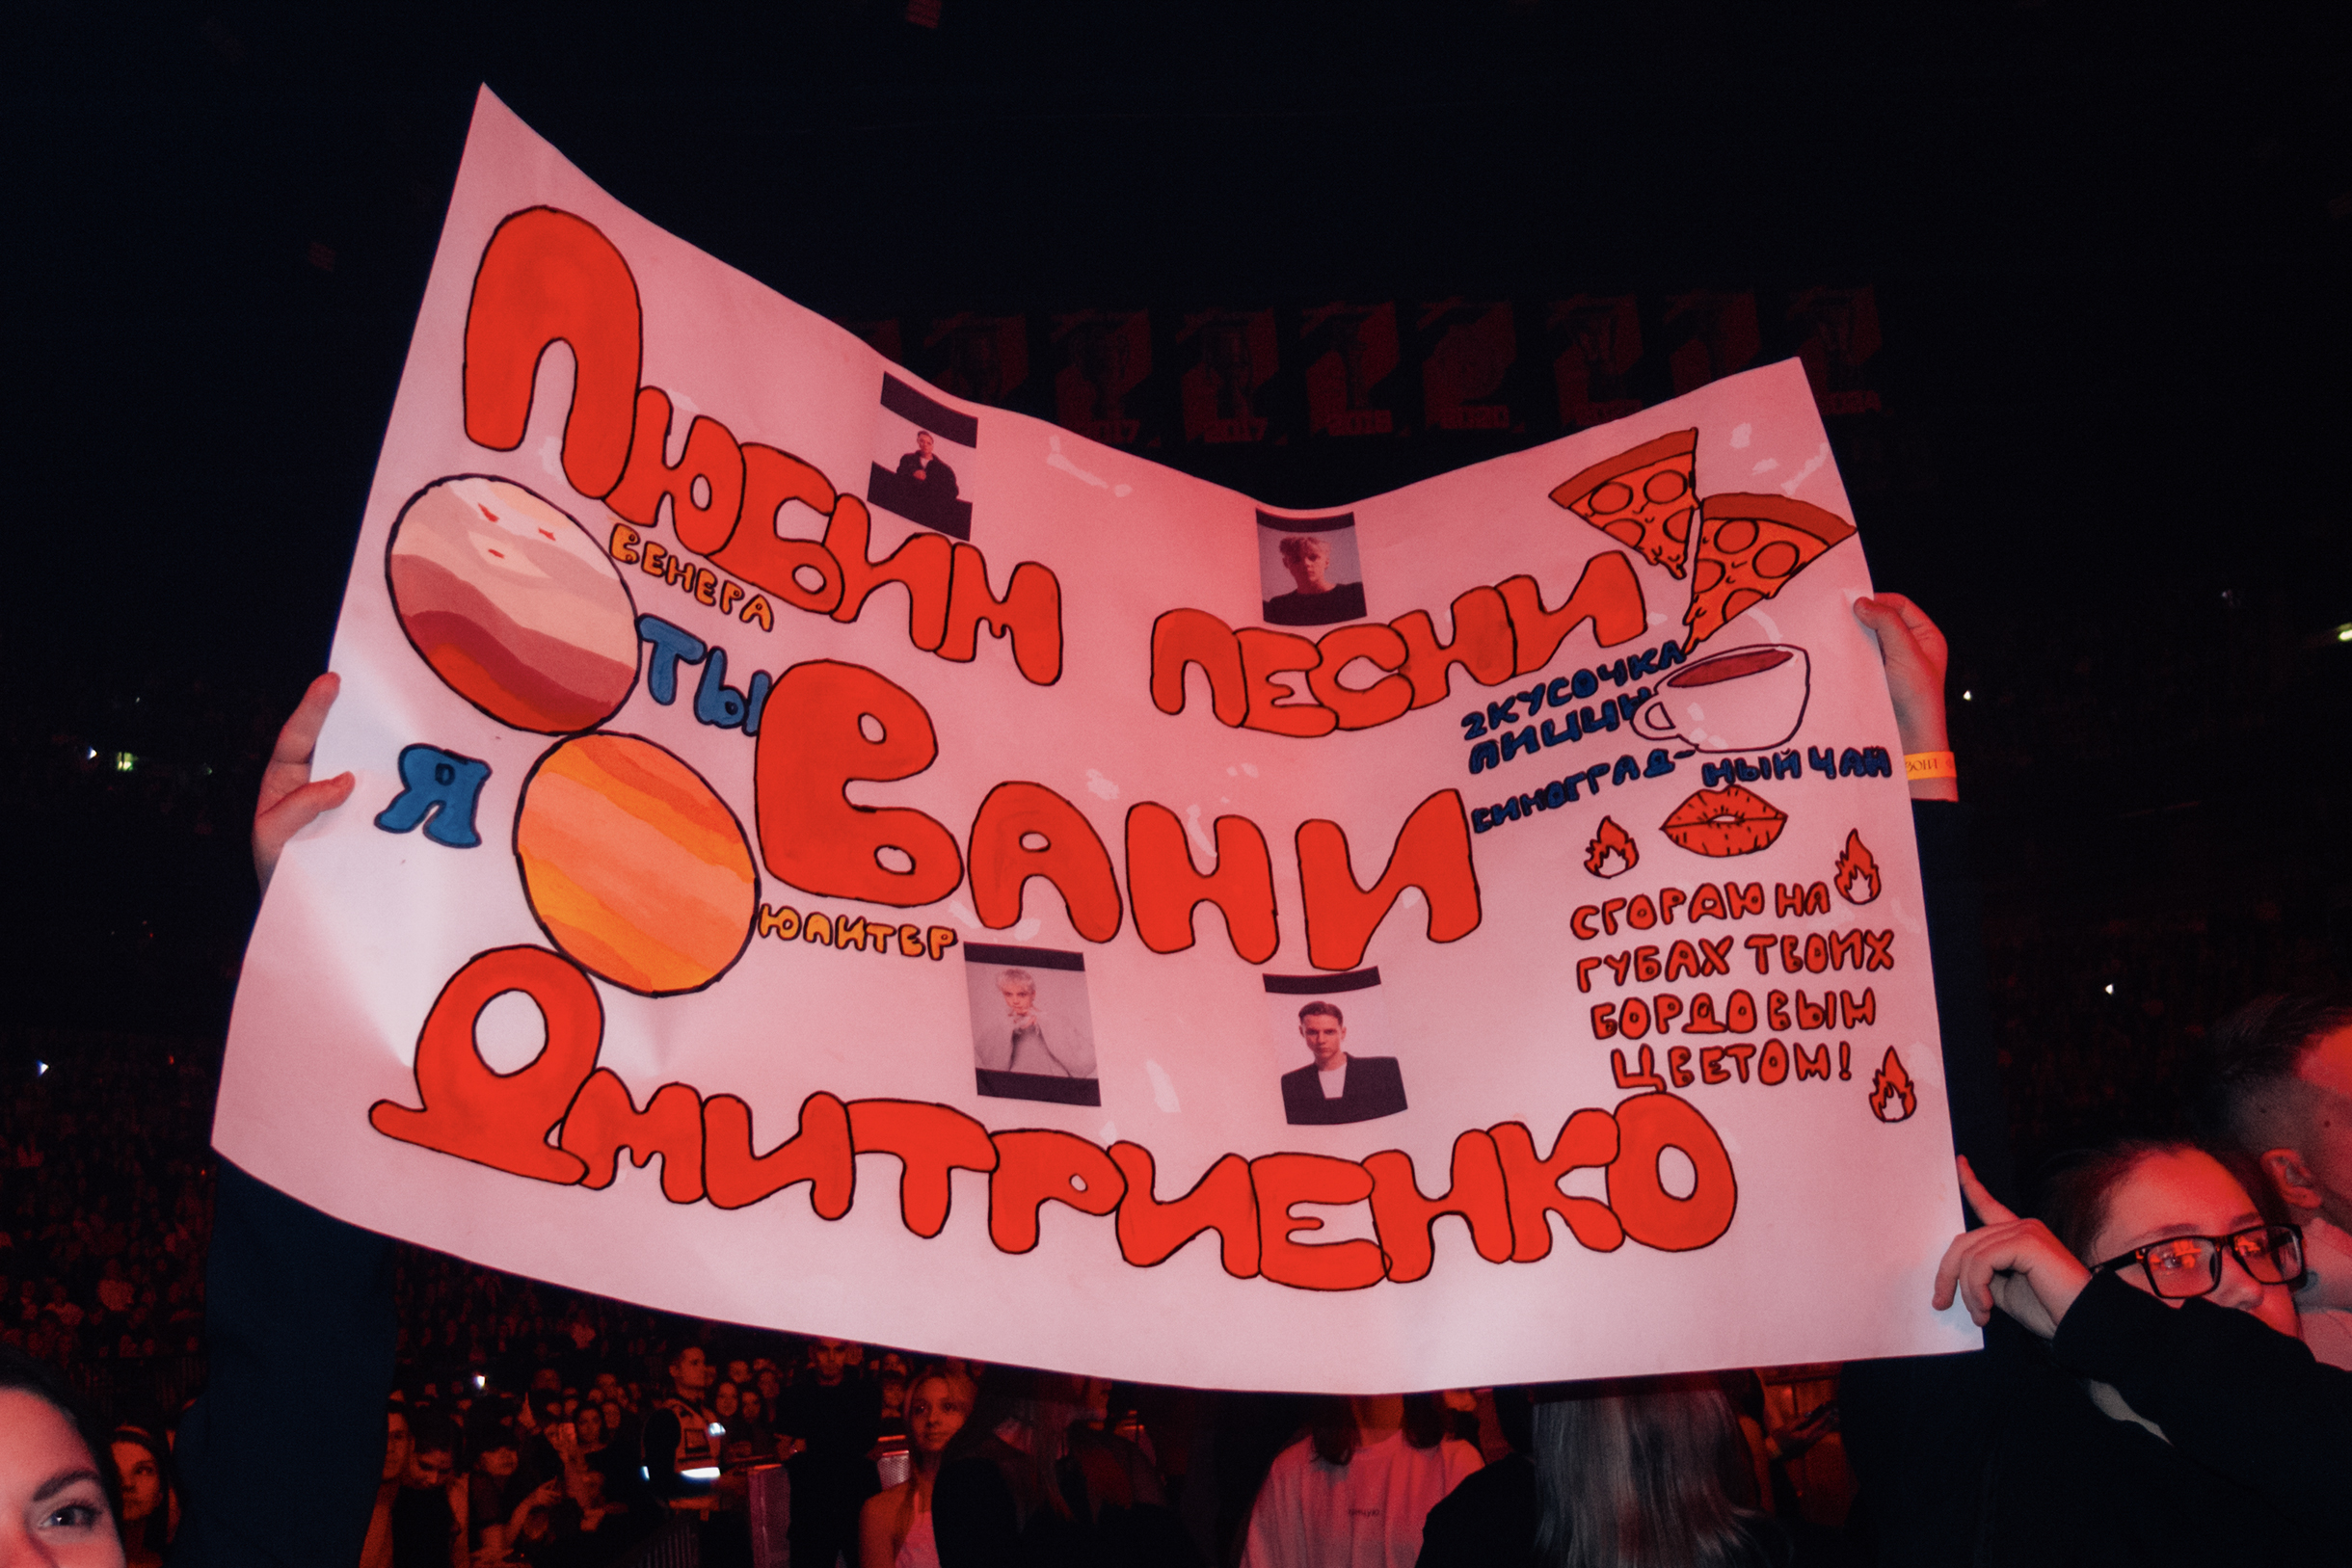 Любим песни
Венера
Ты
Я
Юпитер
Вани
Дмитриенко
2 кусочка
пиццы
виноград-
ный чай
Сгораю на
губах твоих
бордовым
цветом!